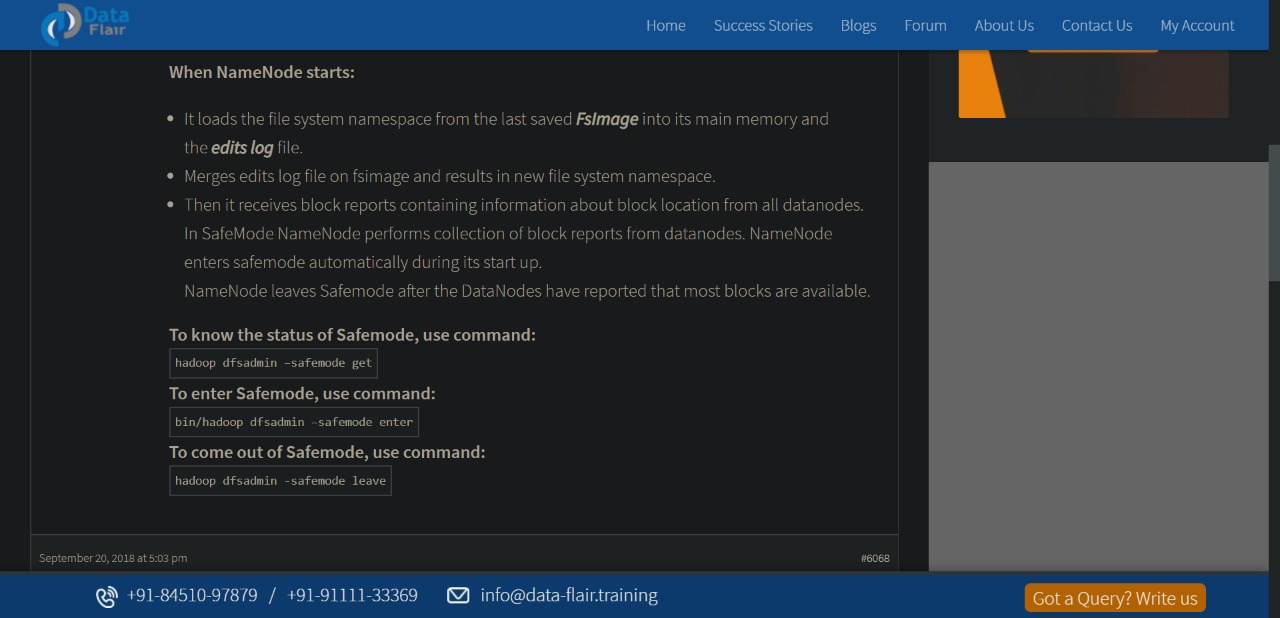 Data
Flair
Home Success Stories Blogs Forum About Us Contact Us My Account
When NameNode starts:
It loads the file system namespace from the last saved FsImage into its main memory and
the edits log file.
Merges edits log file on fsimage and results in new file system namespace.
Then it receives block reports containing information about block location from all datanodes.
In SafeMode NameNode performs collection of block reports from datanodes. NameNode
enters safemode automatically during its start up.
NameNode leaves Safemode after the DataNodes have reported that most blocks are available.
To know the status of Safemode, use command:
hadoop dfsadmin –safemode get
To enter Safemode, use command:
bin/hadoop dfsadmin –safemode enter
To come out of Safemode, use command:
hadoop dfsadmin -safemode leave
September 20, 2018 at 5:03 pm #6068
+91-84510-97879 / +91-91111-33369 info@data-flair.training Got a Query? Write us